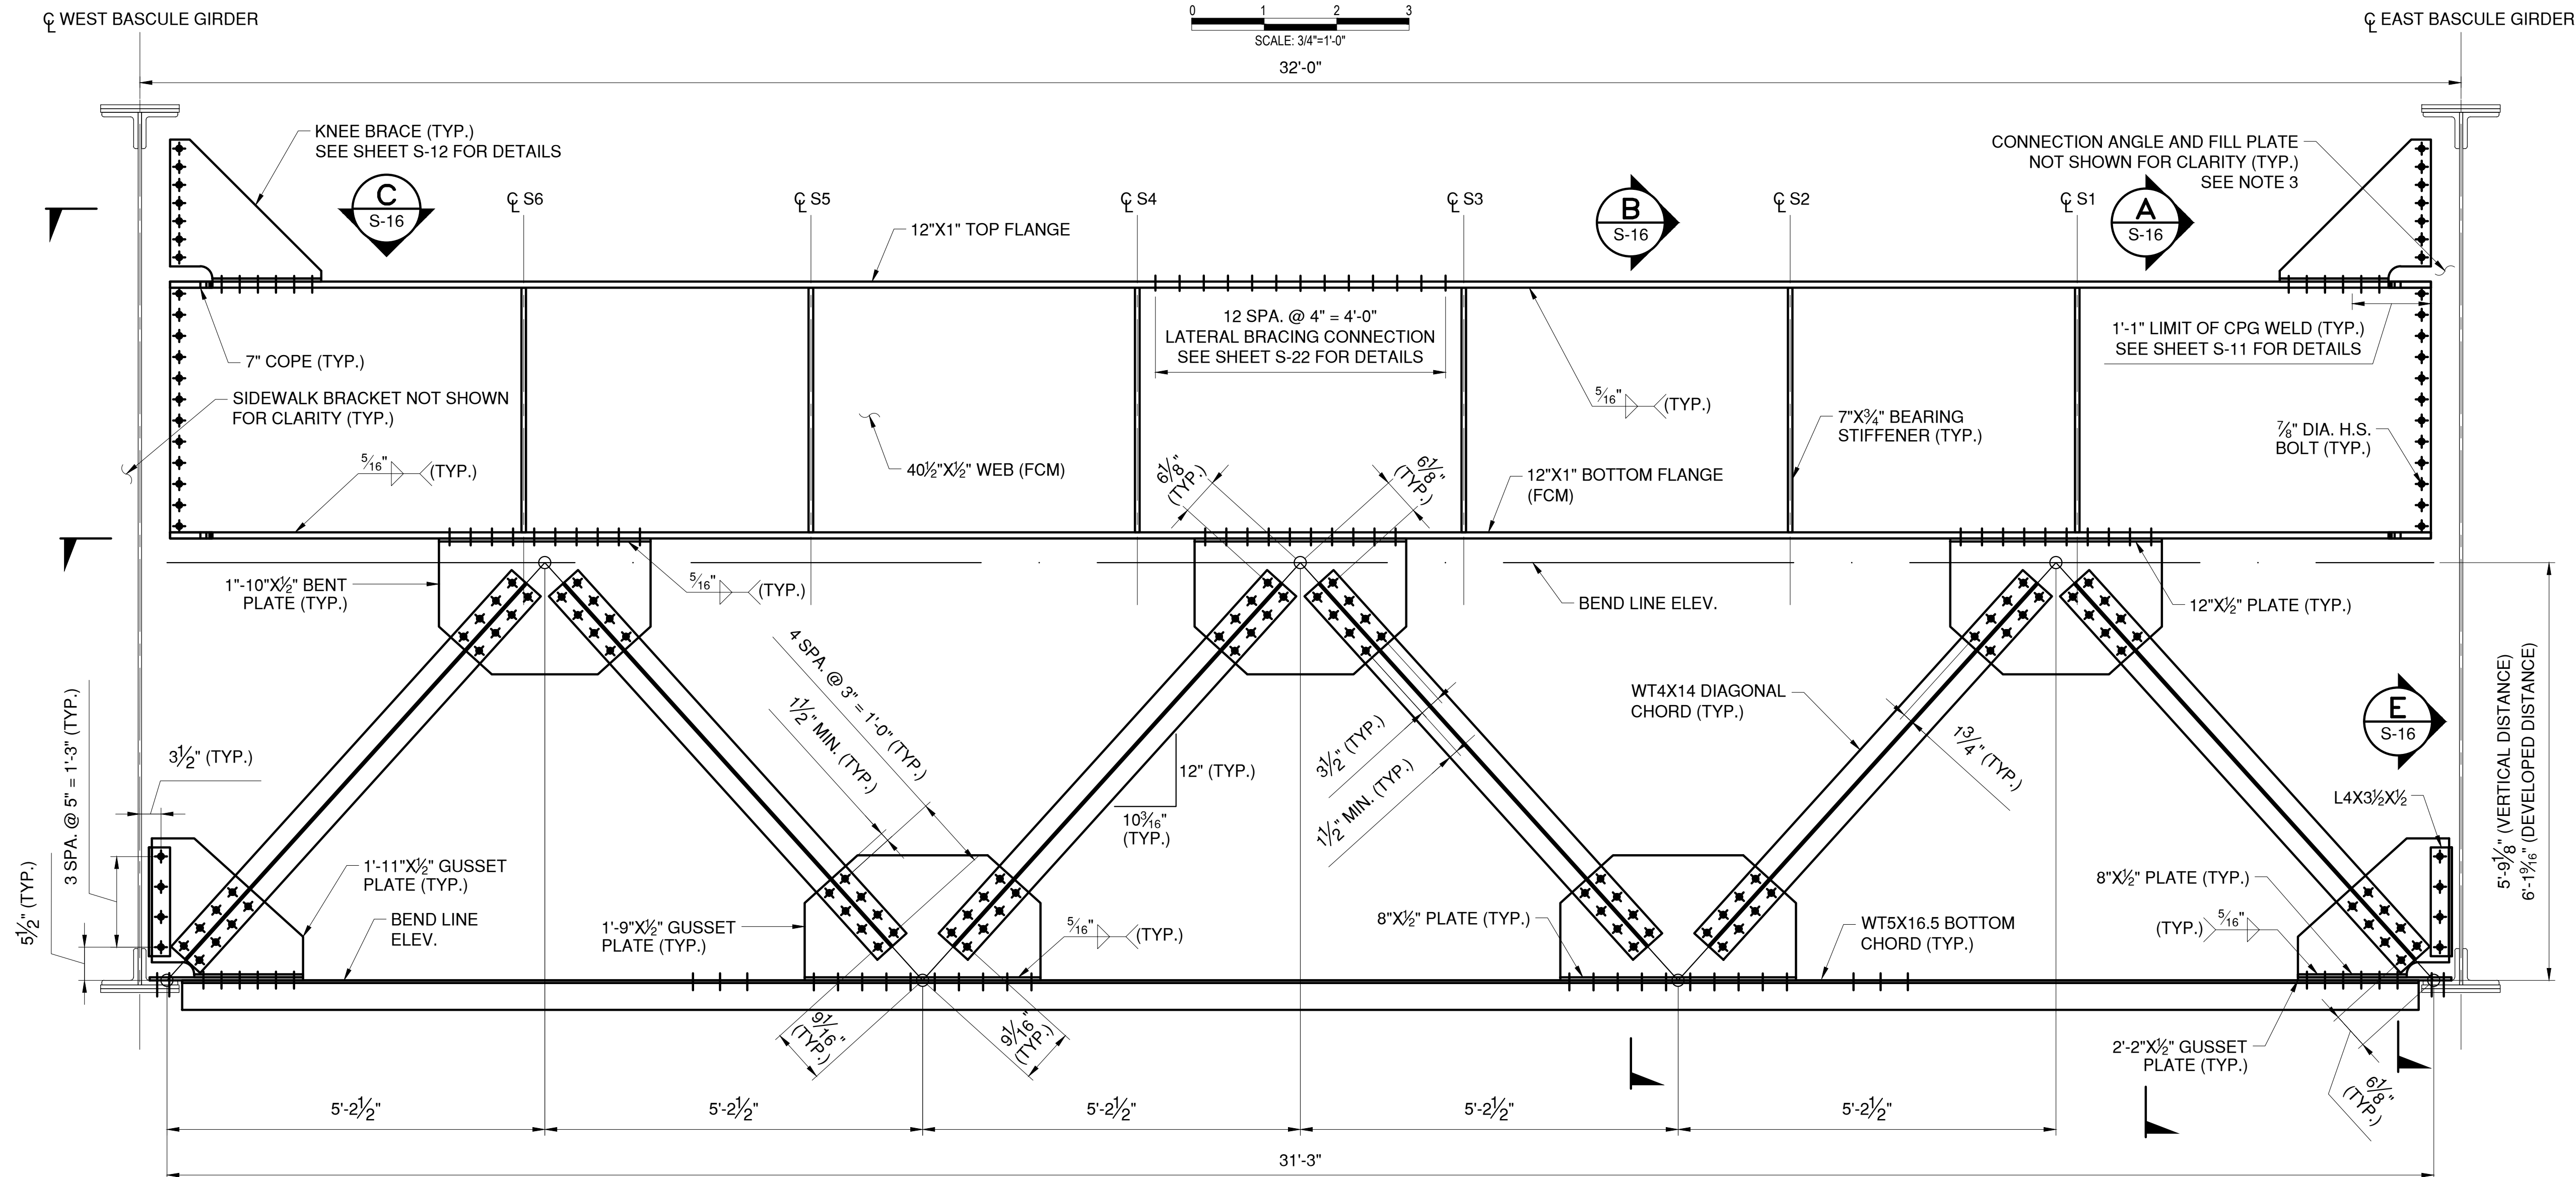 ℄ WEST BASCULE GIRDER
0 1 2 3
SCALE: 3/4"=1'-0"
℄ EAST BASCULE GIRDER
32'-0"
KNEE BRACE (TYP.)
SEE SHEET S-12 FOR DETAILS
CONNECTION ANGLE AND FILL PLATE
NOT SHOWN FOR CLARITY (TYP.)
SEE NOTE 3
C
S-16
℄ S6
℄ S5
℄ S4
℄ S3
B
S-16
℄ S2
℄ S1
A
S-16
12"X1" TOP FLANGE
12 SPA. @ 4" = 4'-0"
LATERAL BRACING CONNECTION
SEE SHEET S-22 FOR DETAILS
1'-1" LIMIT OF CPG WELD (TYP.)
SEE SHEET S-11 FOR DETAILS
7" COPE (TYP.)
SIDEWALK BRACKET NOT SHOWN
FOR CLARITY (TYP.)
5/16" (TYP.)
5/16" (TYP.)
40½"X½" WEB (FCM)
7"X¾" BEARING
STIFFENER (TYP.)
⅞" DIA. H.S.
BOLT (TYP.)
6⅛"
(TYP.)
6⅛"
(TYP.)
12"X1" BOTTOM FLANGE
(FCM)
1"-10"X½" BENT
PLATE (TYP.)
5/16" (TYP.)
BEND LINE ELEV.
12"X½" PLATE (TYP.)
4 SPA. @ 3" = 1'-0" (TYP.)
1½" MIN. (TYP.)
WT4X14 DIAGONAL
CHORD (TYP.)
5'-9⅛" (VERTICAL DISTANCE)
6'-1 9/16" (DEVELOPED DISTANCE)
E
S-16
3 SPA. @ 5" = 1'-3" (TYP.)
3½" (TYP.)
12" (TYP.)
10 3/16"
(TYP.)
3½" (TYP.)
1½" MIN. (TYP.)
1¾" (TYP.)
L4X3½X½
5½" (TYP.)
1'-11"X½" GUSSET
PLATE (TYP.)
BEND LINE
ELEV.
1'-9"X½" GUSSET
PLATE (TYP.)
5/16" (TYP.)
8"X½" PLATE (TYP.)
WT5X16.5 BOTTOM
CHORD (TYP.)
8"X½" PLATE (TYP.)
(TYP.) 5/16"
9 1/16"
(TYP.)
9 1/16"
(TYP.)
2'-2"X½" GUSSET
PLATE (TYP.)
6⅛"
(TYP.)
5'-2½" 5'-2½" 5'-2½" 5'-2½" 5'-2½"
31'-3"